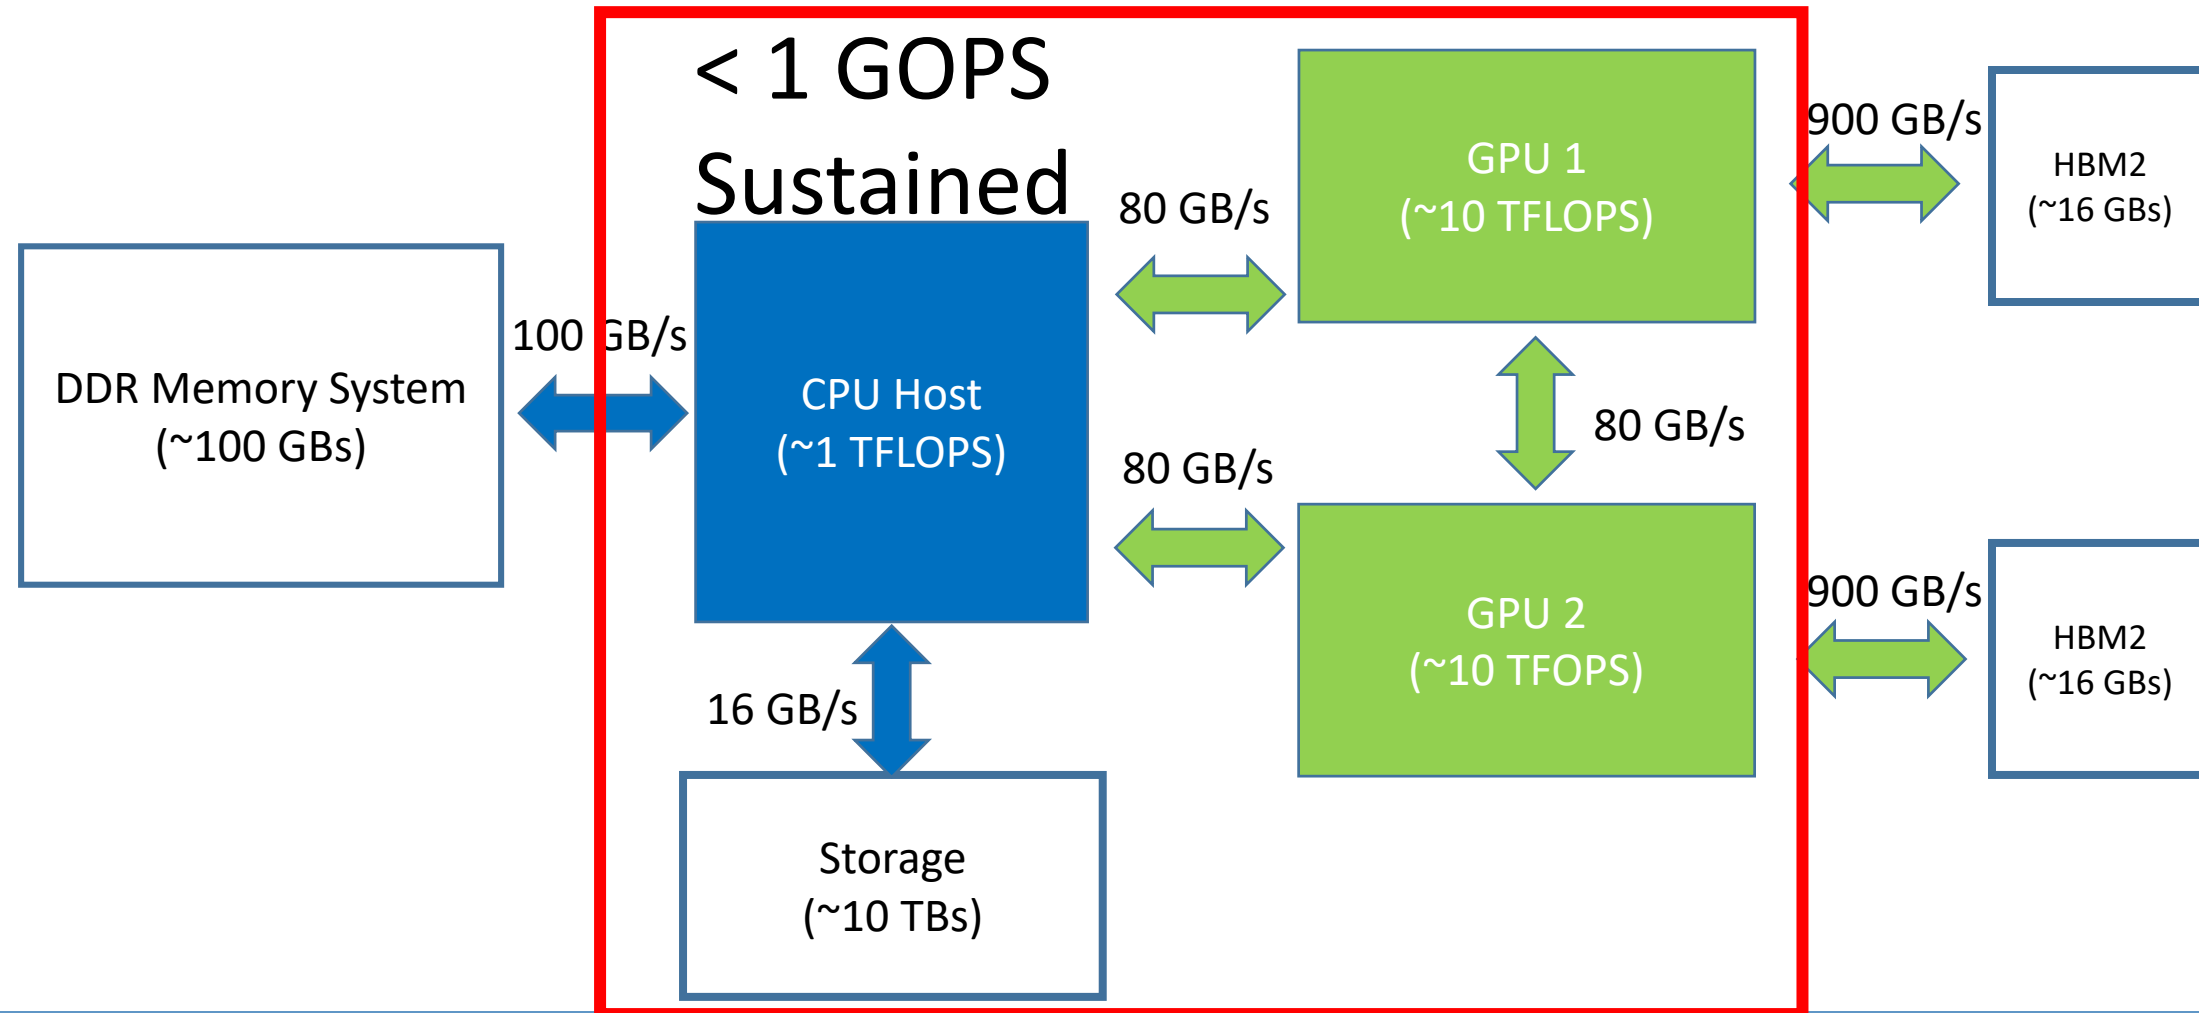 < 1 GOPS
Sustained
DDR Memory System
(~100 GBs)
100 GB/s
CPU Host
(~1 TFLOPS)
16 GB/s
Storage
(~10 TBs)
80 GB/s
80 GB/s
GPU 1
(~10 TFLOPS)
80 GB/s
GPU 2
(~10 TFOPS)
900 GB/s
HBM2
(~16 GBs)
900 GB/s
HBM2
(~16 GBs)